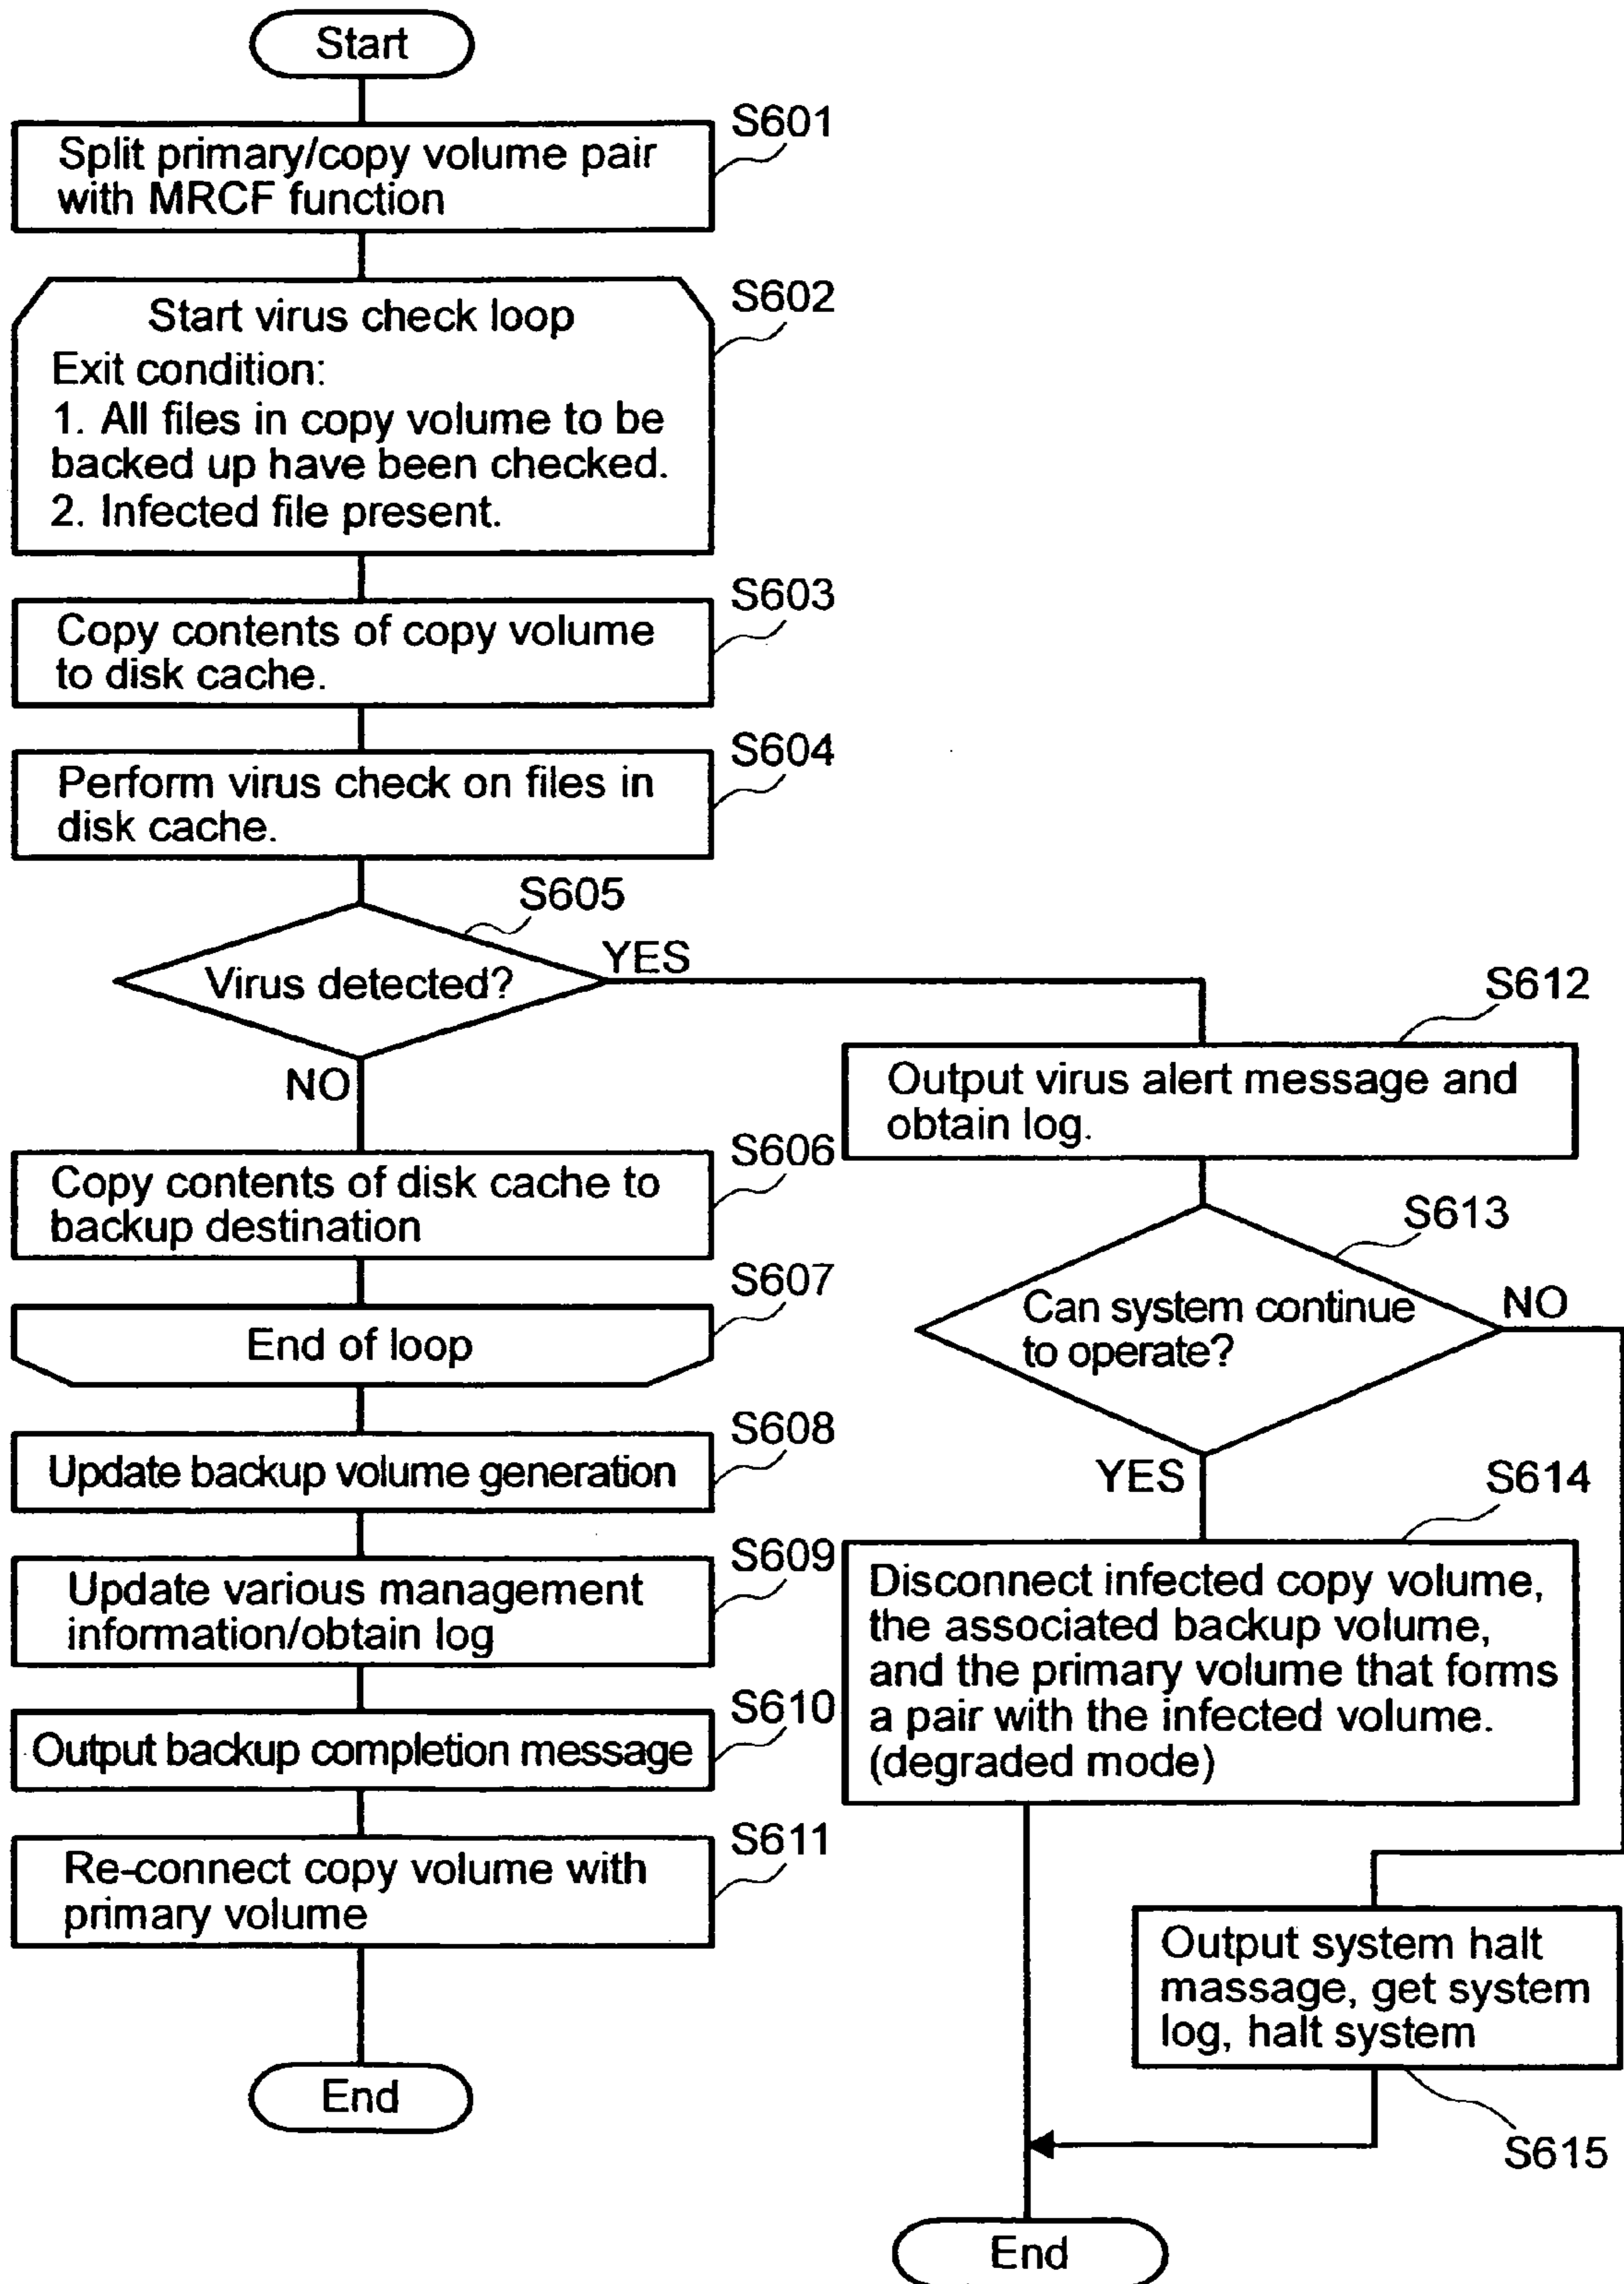 Start
S601
Split primary/copy volume pair
with MRCF function
S602
Start virus check loop
Exit condition:
1. All files in copy volume to be
backed up have been checked.
2. Infected file present.
S603
Copy contents of copy volume
to disk cache.
S604
Perform virus check on files in
disk cache.
S605
Virus detected?
YES
NO
S606
Copy contents of disk cache to
backup destination
S607
End of loop
S608
Update backup volume generation
S609
Update various management
information/obtain log
S610
Output backup completion message
S611
Re-connect copy volume with
primary volume
End
S612
Output virus alert message and
obtain log.
S613
Can system continue
to operate?
NO
YES
S614
Disconnect infected copy volume,
the associated backup volume,
and the primary volume that forms
a pair with the infected volume.
(degraded mode)
Output system halt
massage, get system
log, halt system
S615
End